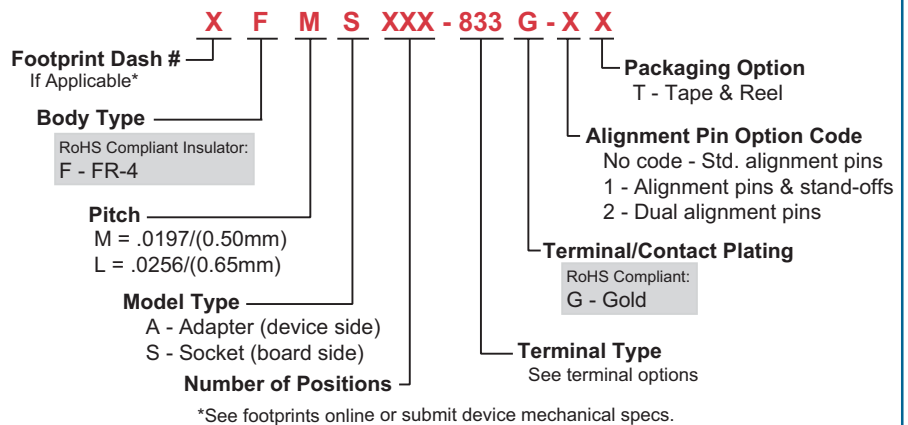 X F M S XXX - 833 G - X X
Footprint Dash #
If Applicable*
Body Type
RoHS Compliant Insulator:
F - FR-4
Pitch
M = .0197/(0.50mm)
L = .0256/(0.65mm)
Model Type
A - Adapter (device side)
S - Socket (board side)
Number of Positions
Packaging Option
T - Tape & Reel
Alignment Pin Option Code
No code - Std. alignment pins
1 - Alignment pins & stand-offs
2 - Dual alignment pins
Terminal/Contact Plating
RoHS Compliant:
G - Gold
Terminal Type
See terminal options
*See footprints online or submit device mechanical specs.